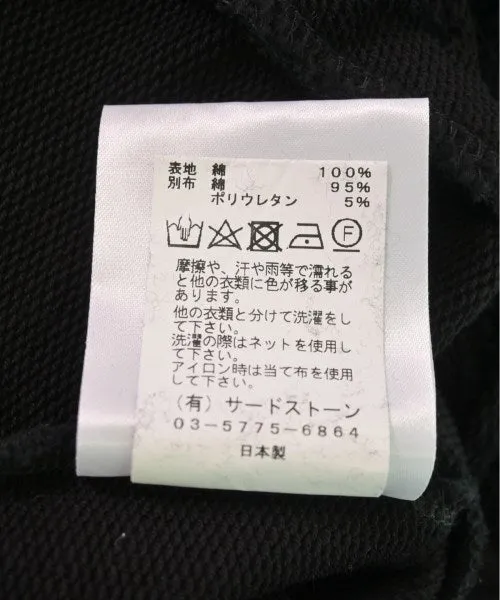 表地 綿 100%
別布 綿 95%
ポリウレタン 5%
F
摩擦や、汗や雨等で濡れる
と他の衣類に色が移る事が
あります。
他の衣類と分けて洗濯をし
て下さい。
洗濯の際はネットを使用し
て下さい。
アイロン時は当て布を使用
して下さい。
(有) サードストーン
03-5775-6864
日本製